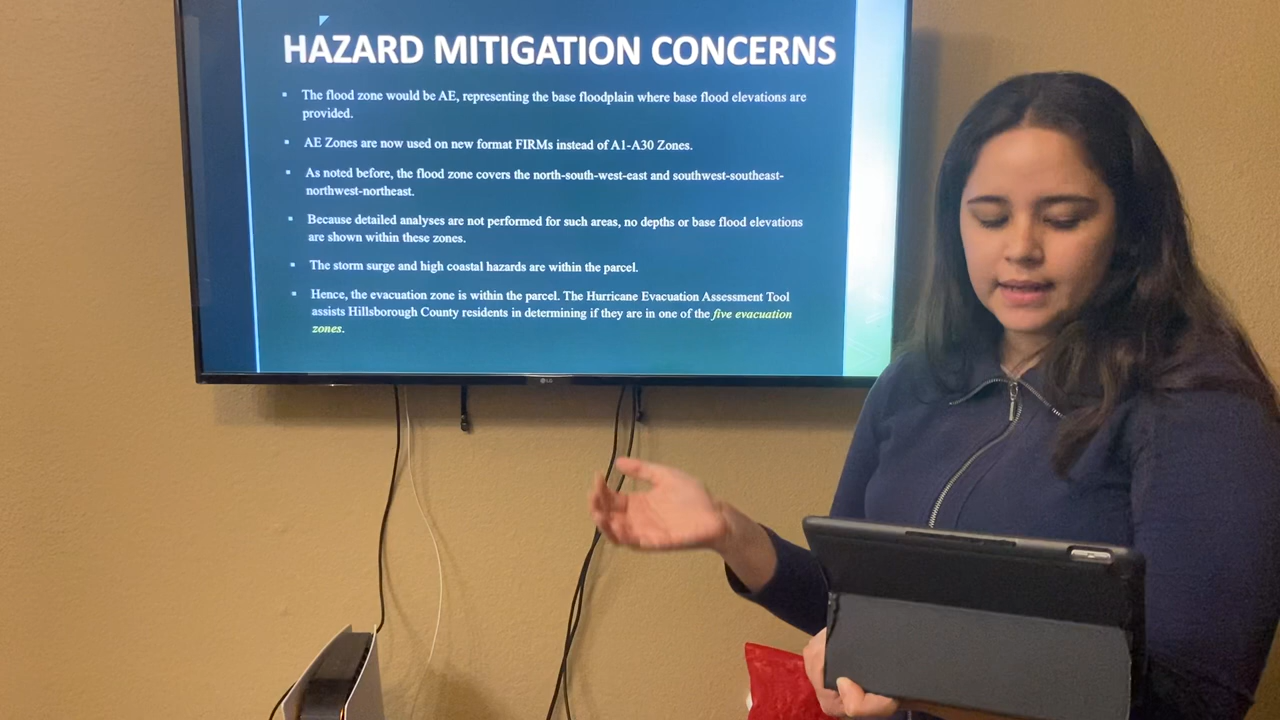 HAZARD MITIGATION CONCERNS
▪ The flood zone would be AE, representing the base floodplain where base flood elevations are
provided.
▪ AE Zones are now used on new format FIRMs instead of A1-A30 Zones.
▪ As noted before, the flood zone covers the north-south-west-east and southwest-southeast-
northwest-northeast.
▪ Because detailed analyses are not performed for such areas, no depths or base flood elevations
are shown within these zones.
▪ The storm surge and high coastal hazards are within the parcel.
▪ Hence, the evacuation zone is within the parcel. The Hurricane Evacuation Assessment Tool
assists Hillsborough County residents in determining if they are in one of the five evacuation
zones.
LG